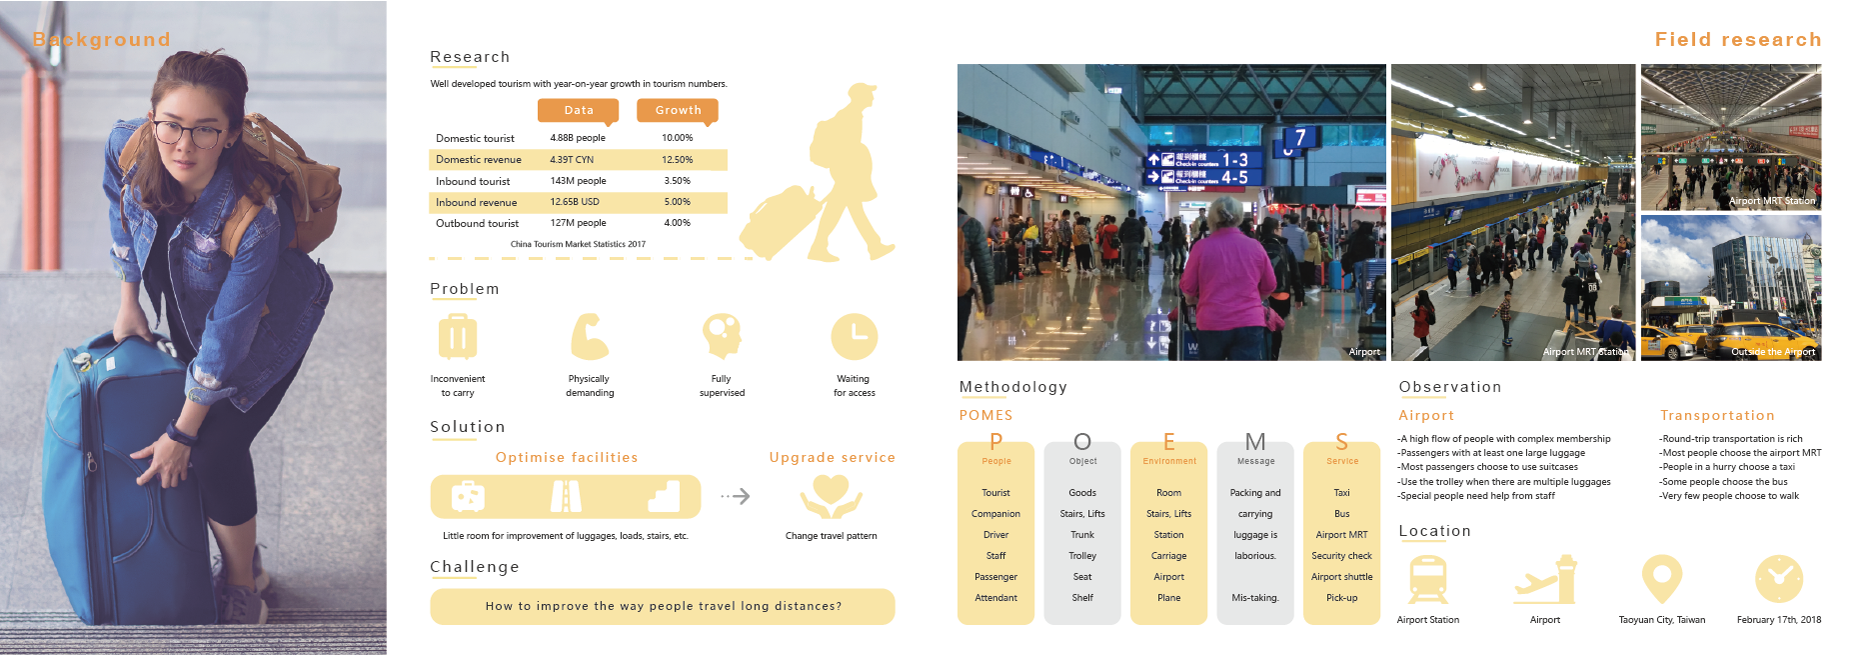 Background
Research
Well developed tourism with year-on-year growth in tourism numbers.
Data Growth
Domestic tourist 4.88B people 10.00%
Domestic revenue 4.39T CYN 12.50%
Inbound tourist 143M people 3.50%
Inbound revenue 12.65B USD 5.00%
Outbound tourist 127M people 4.00%
China Tourism Market Statistics 2017
Problem
Inconvenient
to carry
Physically
demanding
Fully
supervised
Waiting
for access
Solution
Optimise facilities
Upgrade service
Little room for improvement of luggages, loads, stairs, etc.
Change travel pattern
Challenge
How to improve the way people travel long distances?
Field research
7
報到櫃檯
Check-in counters 1-3
報到櫃檯
Check-in counters 4-5
Airport
Airport MRT Station
Airport MRT Station
Outside the Airport
Methodology
POMES
P
People
Tourist
Companion
Driver
Staff
Passenger
Attendant
O
Object
Goods
Stairs, Lifts
Trunk
Trolley
Seat
Shelf
E
Environment
Room
Stairs, Lifts
Station
Carriage
Airport
Plane
M
Message
Packing and
carrying
luggage is
laborious.
Mis-taking.
S
Service
Taxi
Bus
Airport MRT
Security check
Airport shuttle
Pick-up
Observation
Airport
-A high flow of people with complex membership
-Passengers with at least one large luggage
-Most passengers choose to use suitcases
-Use the trolley when there are multiple luggages
-Special people need help from staff
Transportation
-Round-trip transportation is rich
-Most people choose the airport MRT
-People in a hurry choose a taxi
-Some people choose the bus
-Very few people choose to walk
Location
Airport Station
Airport
Taoyuan City, Taiwan
February 17th, 2018